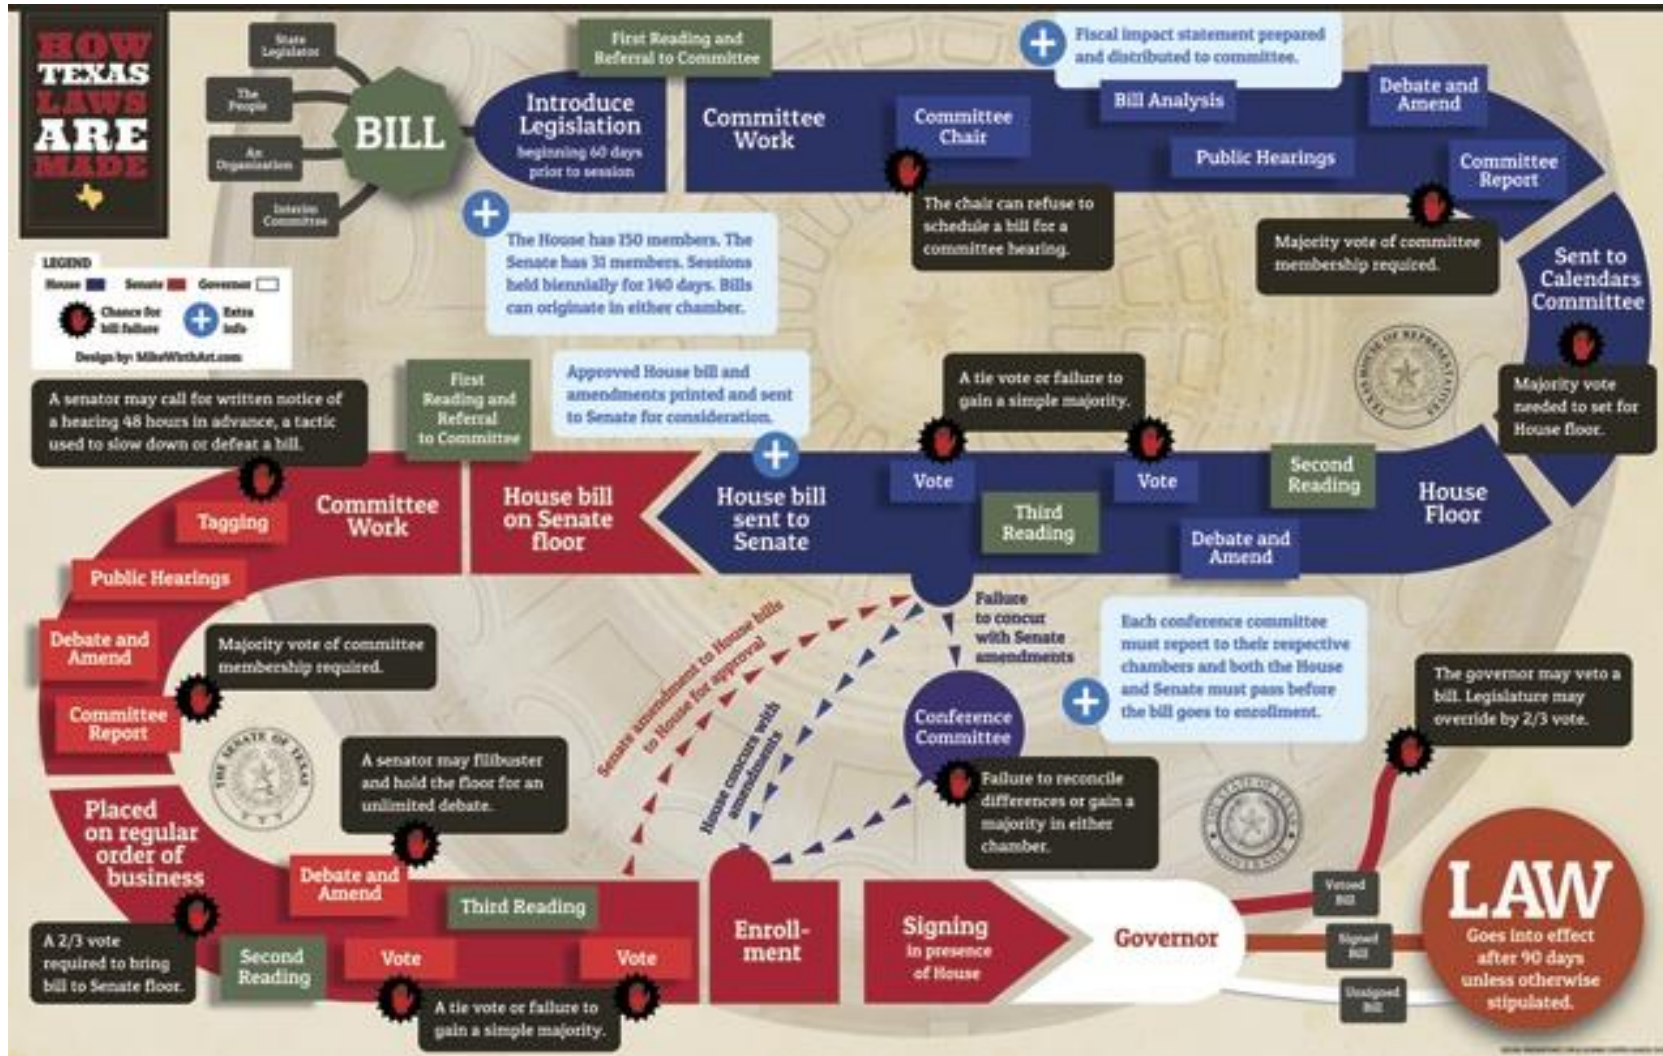 HOW
TEXAS
LAWS
ARE
MADE
State
Legislator
The
People
An
Organization
Interim
Committee
BILL
First Reading and
Referral to Committee
Introduce
Legislation
beginning 60 days
prior to session
Committee
Work
Committee
Chair
Fiscal impact statement prepared
and distributed to committee.
Bill Analysis
Public Hearings
Debate and
Amend
Committee
Report
The chair can refuse to
schedule a bill for a
committee hearing.
Majority vote of committee
membership required.
The House has 150 members. The
Senate has 31 members. Sessions
held biennially for 140 days. Bills
can originate in either chamber.
LEGEND
House
Senate
Governor
Chance for
bill failure
Extra
Info
Design by: MikeWirthArt.com
Sent to
Calendars
Committee
Majority vote
needed to set for
House floor.
TEXAS HOUSE OF REPRESENTATIVES
House
Floor
Second
Reading
Debate and
Amend
Vote
Third
Reading
Vote
A tie vote or failure to
gain a simple majority.
House bill
sent to
Senate
Approved House bill and
amendments printed and sent
to Senate for consideration.
House bill
on Senate
floor
First
Reading and
Referral
to Committee
Committee
Work
A senator may call for written notice of
a hearing 48 hours in advance, a tactic
used to slow down or defeat a bill.
Tagging
Public Hearings
Debate and
Amend
Committee
Report
Majority vote of committee
membership required.
THE SENATE OF TEXAS
Placed
on regular
order of
business
A 2/3 vote
required to bring
bill to Senate floor.
Second
Reading
Debate and
Amend
A senator may filibuster
and hold the floor for an
unlimited debate.
Vote
Third Reading
Vote
A tie vote or failure to
gain a simple majority.
Senate amendment to House bills
to House for approval
House concurs with
amendments
Failure
to concur
with Senate
amendments
Conference
Committee
Each conference committee
must report to their respective
chambers and both the House
and Senate must pass before
the bill goes to enrollment.
Failure to reconcile
differences or gain a
majority in either
chamber.
Enroll-
ment
Signing
in presence
of House
Governor
The governor may veto a
bill. Legislature may
override by 2/3 vote.
Vetoed
Bill
Signed
Bill
Unsigned
Bill
LAW
Goes into effect
after 90 days
unless otherwise
stipulated.